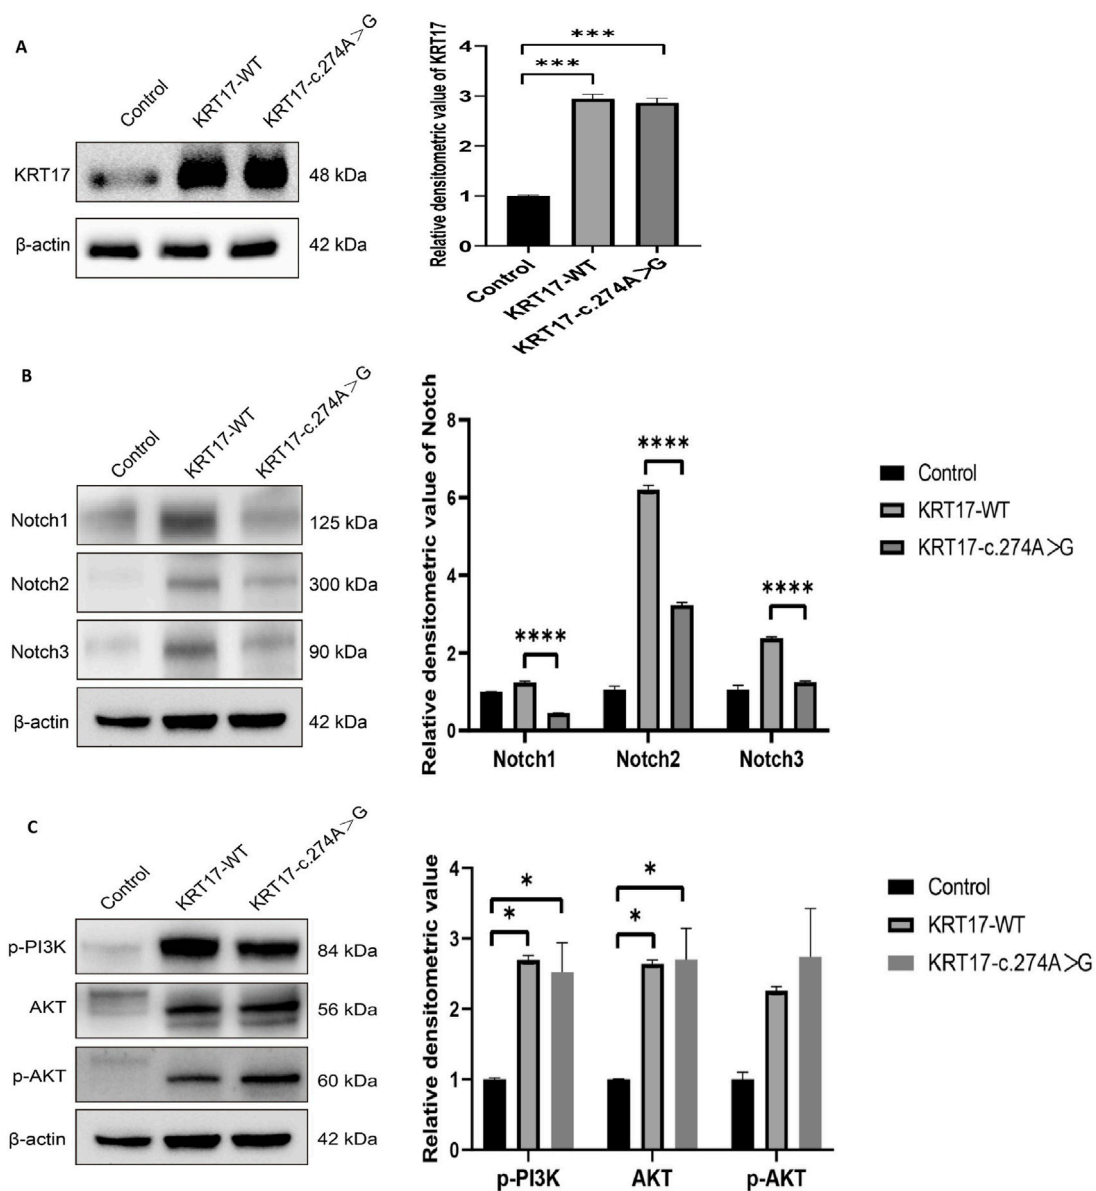 A
Control
KRT17-WT
KRT17-c.274A>G
KRT17
48 kDa
β-actin
42 kDa
Relative densitometric value of KRT17
4
3
2
1
0
***
***
Control
KRT17-WT
KRT17-c.274A>G
B
Control
KRT17-WT
KRT17-c.274A>G
Notch1
125 kDa
Notch2
300 kDa
Notch3
90 kDa
β-actin
42 kDa
Relative densitometric value of Notch
8
6
4
2
0
****
****
****
Notch1
Notch2
Notch3
Control
KRT17-WT
KRT17-c.274A>G
C
Control
KRT17-WT
KRT17-c.274A>G
p-PI3K
84 kDa
AKT
56 kDa
p-AKT
60 kDa
β-actin
42 kDa
Relative densitometric value
4
3
2
1
0
*
*
*
*
p-PI3K
AKT
p-AKT
Control
KRT17-WT
KRT17-c.274A>G